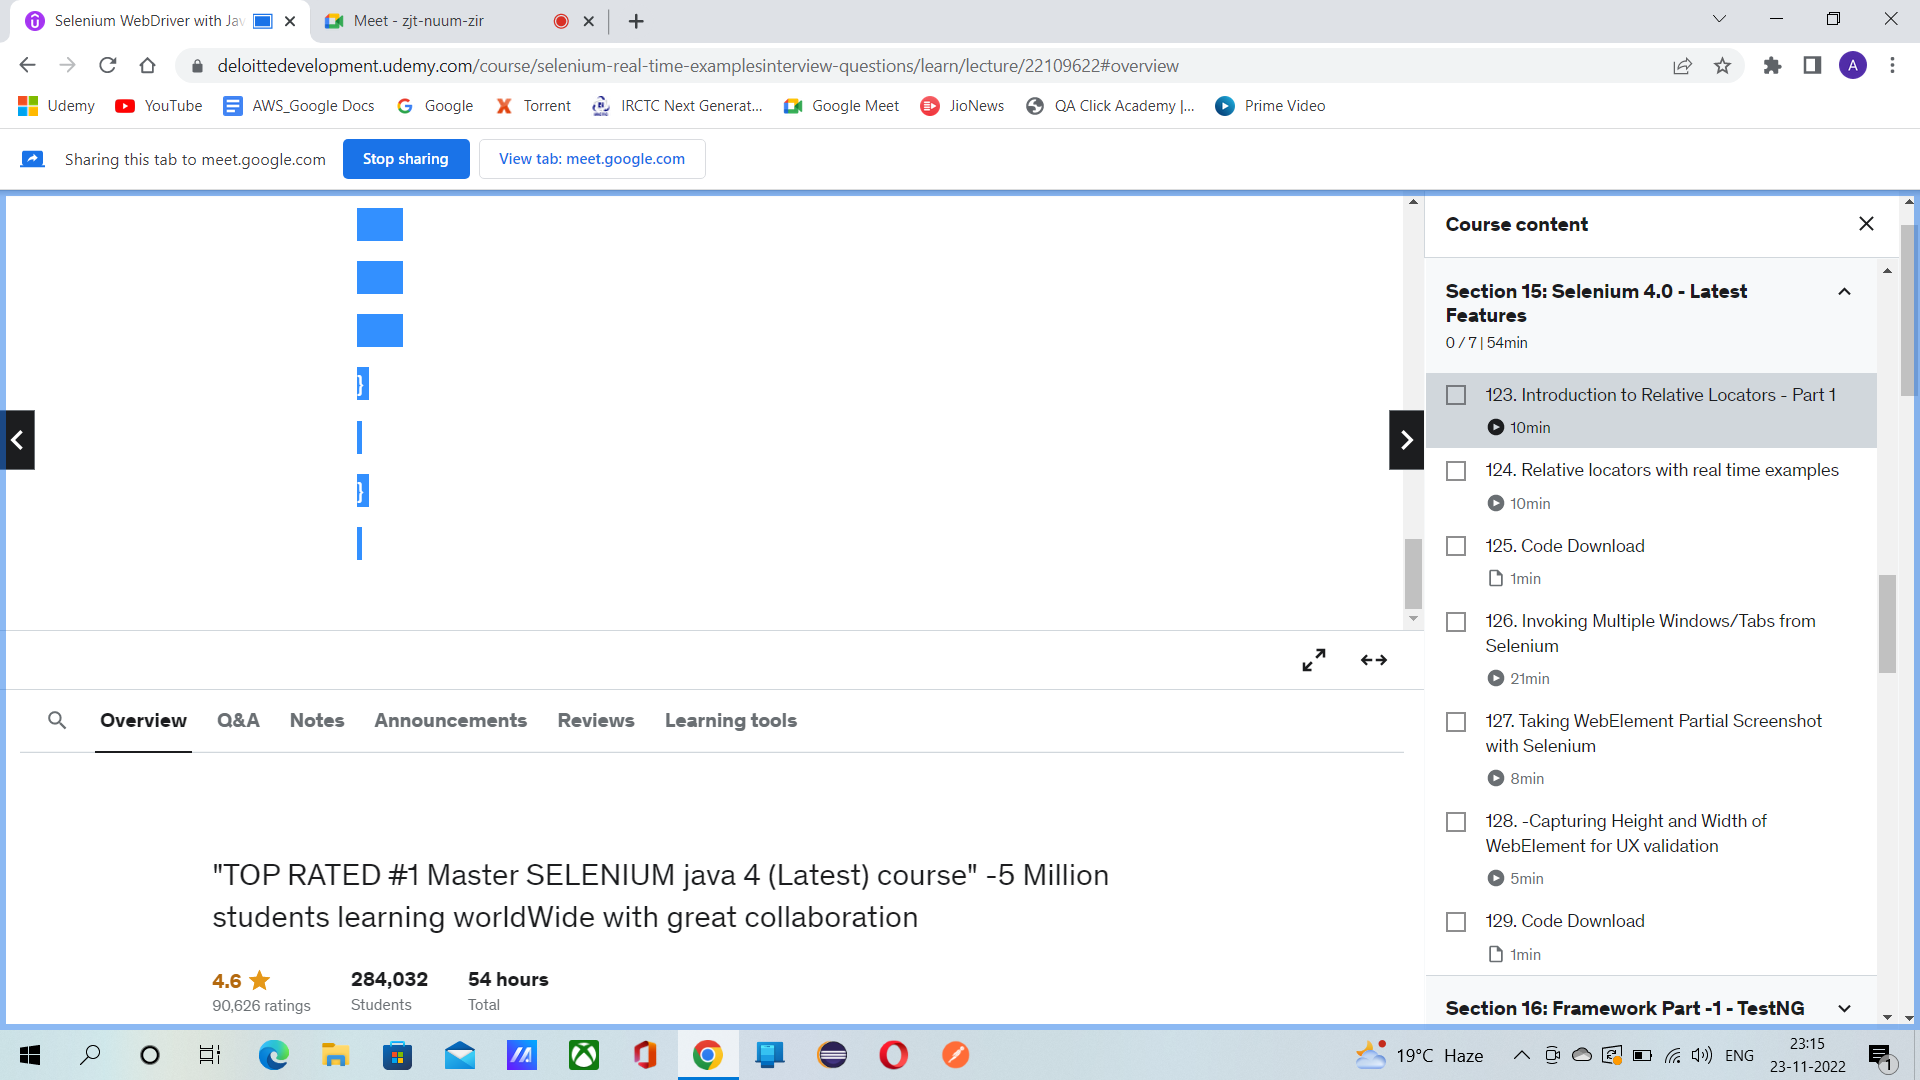 Selenium WebDriver with Jav
Meet - zjt-nuum-zir
deloittedevelopment.udemy.com/course/selenium-real-time-examplesinterview-questions/learn/lecture/22109622#overview
A
Udemy
YouTube
AWS_Google Docs
Google
Torrent
IRCTC Next Generat...
Google Meet
JioNews
QA Click Academy |...
Prime Video
Sharing this tab to meet.google.com
Stop sharing
View tab: meet.google.com
}
}
Overview
Q&A
Notes
Announcements
Reviews
Learning tools
"TOP RATED #1 Master SELENIUM java 4 (Latest) course" -5 Million
students learning worldWide with great collaboration
4.6
284,032
54 hours
90,626 ratings
Students
Total
Course content
Section 15: Selenium 4.0 - Latest
Features
0 / 7 | 54min
123. Introduction to Relative Locators - Part 1
10min
124. Relative locators with real time examples
10min
125. Code Download
1min
126. Invoking Multiple Windows/Tabs from
Selenium
21min
127. Taking WebElement Partial Screenshot
with Selenium
8min
128. -Capturing Height and Width of
WebElement for UX validation
5min
129. Code Download
1min
Section 16: Framework Part -1 - TestNG
19°C Haze
ENG
23:15
23-11-2022
1